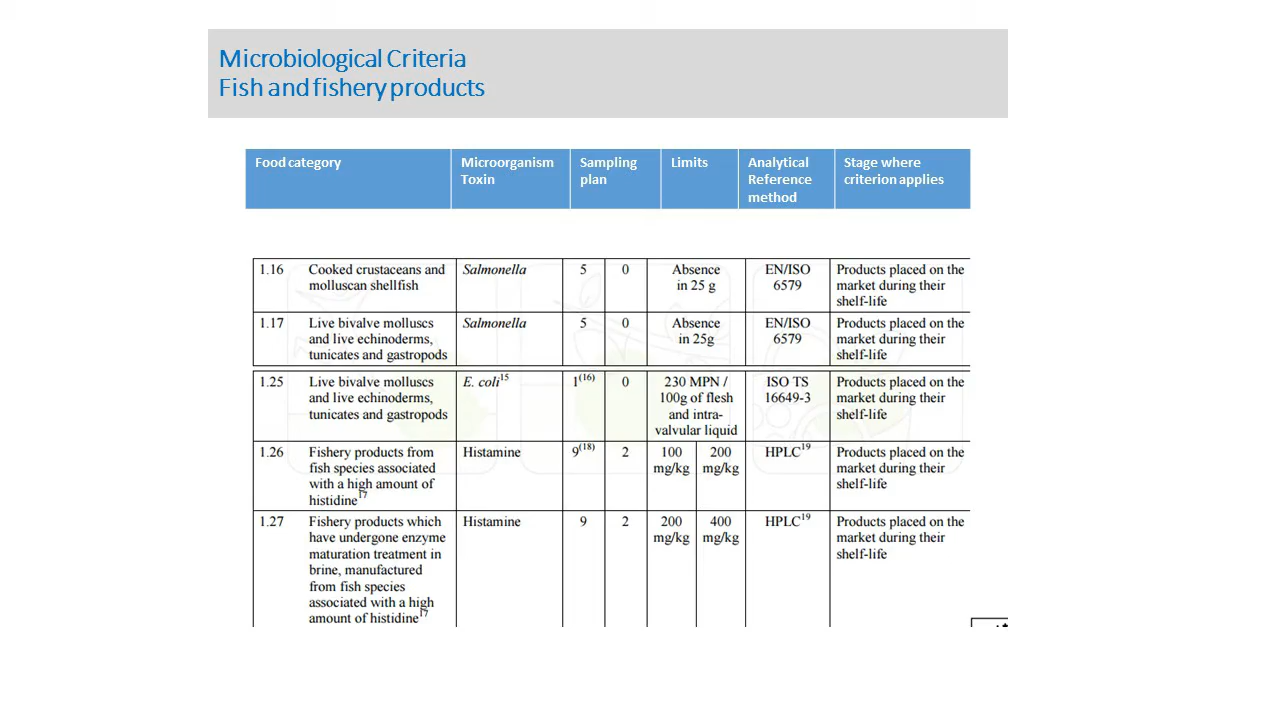 Microbiological Criteria
Fish and fishery products
Food category Microorganism Toxin Sampling plan Limits Analytical Reference method Stage where criterion applies
1.16 Cooked crustaceans and Salmonella 5 0 Absence EN/ISO Products placed on the
molluscan shellfish in 25 g 6579 market during their
shelf-life
1.17 Live bivalve molluscs Salmonella 5 0 Absence EN/ISO Products placed on the
and live echinoderms, in 25g 6579 market during their
tunicates and gastropods shelf-life
1.25 Live bivalve molluscs E. coli15 1(16) 0 230 MPN / ISO TS Products placed on the
and live echinoderms, 100g of flesh 16649-3 market during their
tunicates and gastropods and intra- shelf-life
valvular liquid
1.26 Fishery products from Histamine 9(18) 2 100 200 HPLC19 Products placed on the
fish species associated mg/kg mg/kg market during their
with a high amount of shelf-life
histidine17
1.27 Fishery products which Histamine 9 2 200 400 HPLC19 Products placed on the
have undergone enzyme mg/kg mg/kg market during their
maturation treatment in shelf-life
brine, manufactured
from fish species
associated with a high
amount of histidine17